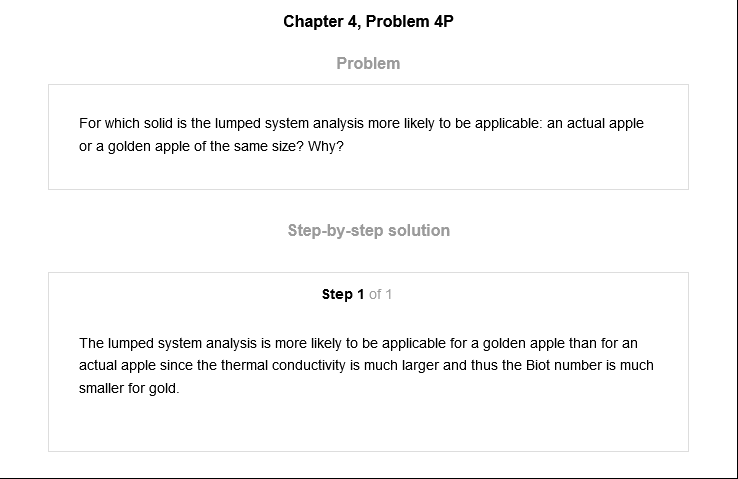 Chapter 4, Problem 4P
Problem
For which solid is the lumped system analysis more likely to be applicable: an actual apple
or a golden apple of the same size? Why?
Step-by-step solution
Step 1 of 1
The lumped system analysis is more likely to be applicable for a golden apple than for an
actual apple since the thermal conductivity is much larger and thus the Biot number is much
smaller for gold.